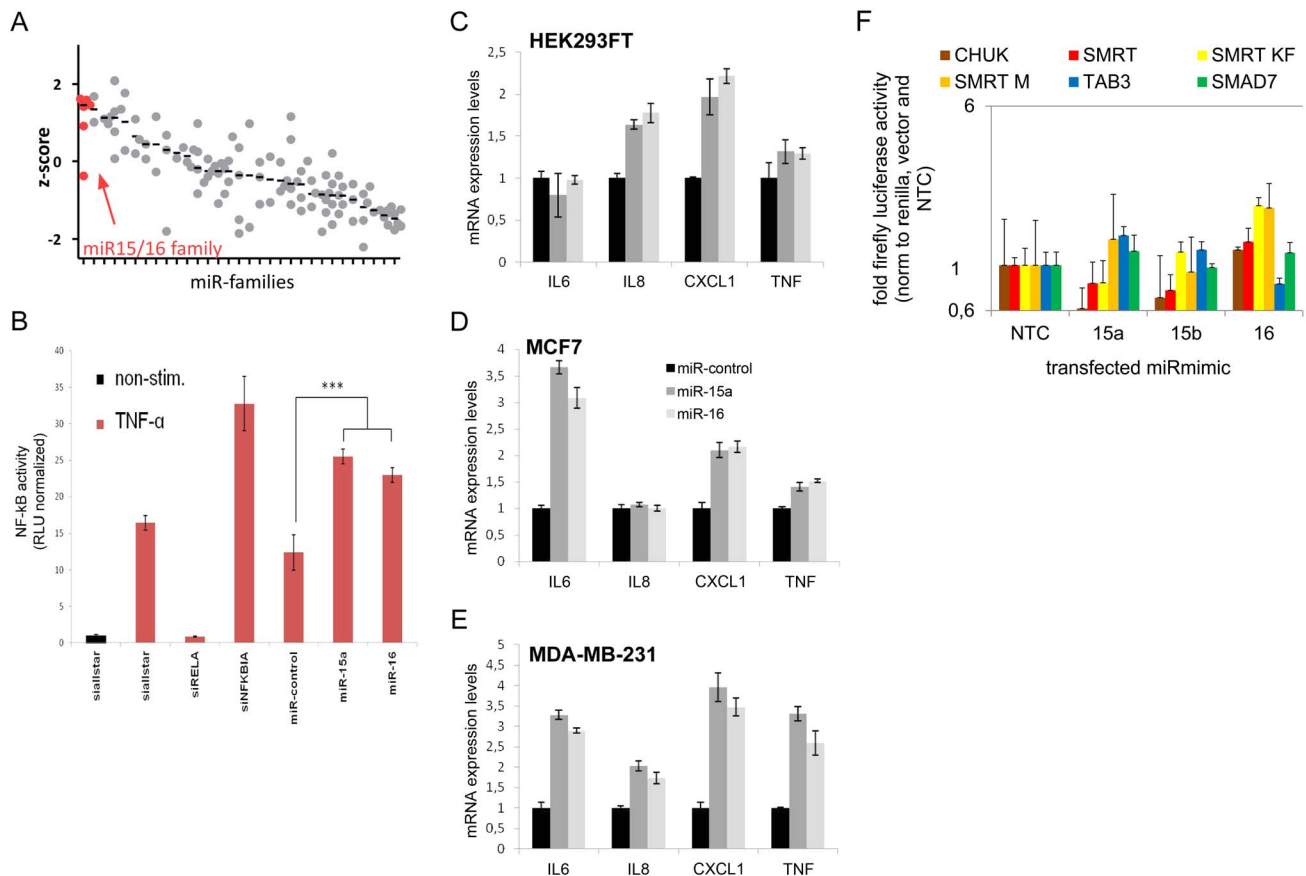 A
z-score
2
0
-2
miR15/16 family
miR-families
B
NF-kB activity
(RLU normalized)
40
35
30
25
20
15
10
5
0
non-stim.
TNF-α
***
siallstar
siallstar
siRELA
siNFKBIA
miR-control
miR-15a
miR-16
C
HEK293FT
mRNA expression levels
2,5
2
1,5
1
0,5
0
IL6 IL8 CXCL1 TNF
D
MCF7
mRNA expression levels
4
3,5
3
2,5
2
1,5
1
0,5
0
miR-control
miR-15a
miR-16
IL6 IL8 CXCL1 TNF
E
MDA-MB-231
mRNA expression levels
5
4,5
4
3,5
3
2,5
2
1,5
1
0,5
0
IL6 IL8 CXCL1 TNF
F
CHUK SMRT SMRT KF
SMRT M TAB3 SMAD7
fold firefly luciferase activity
(norm to renilla, vector and
NTC)
6
1
0,6
NTC 15a 15b 16
transfected miRmimic